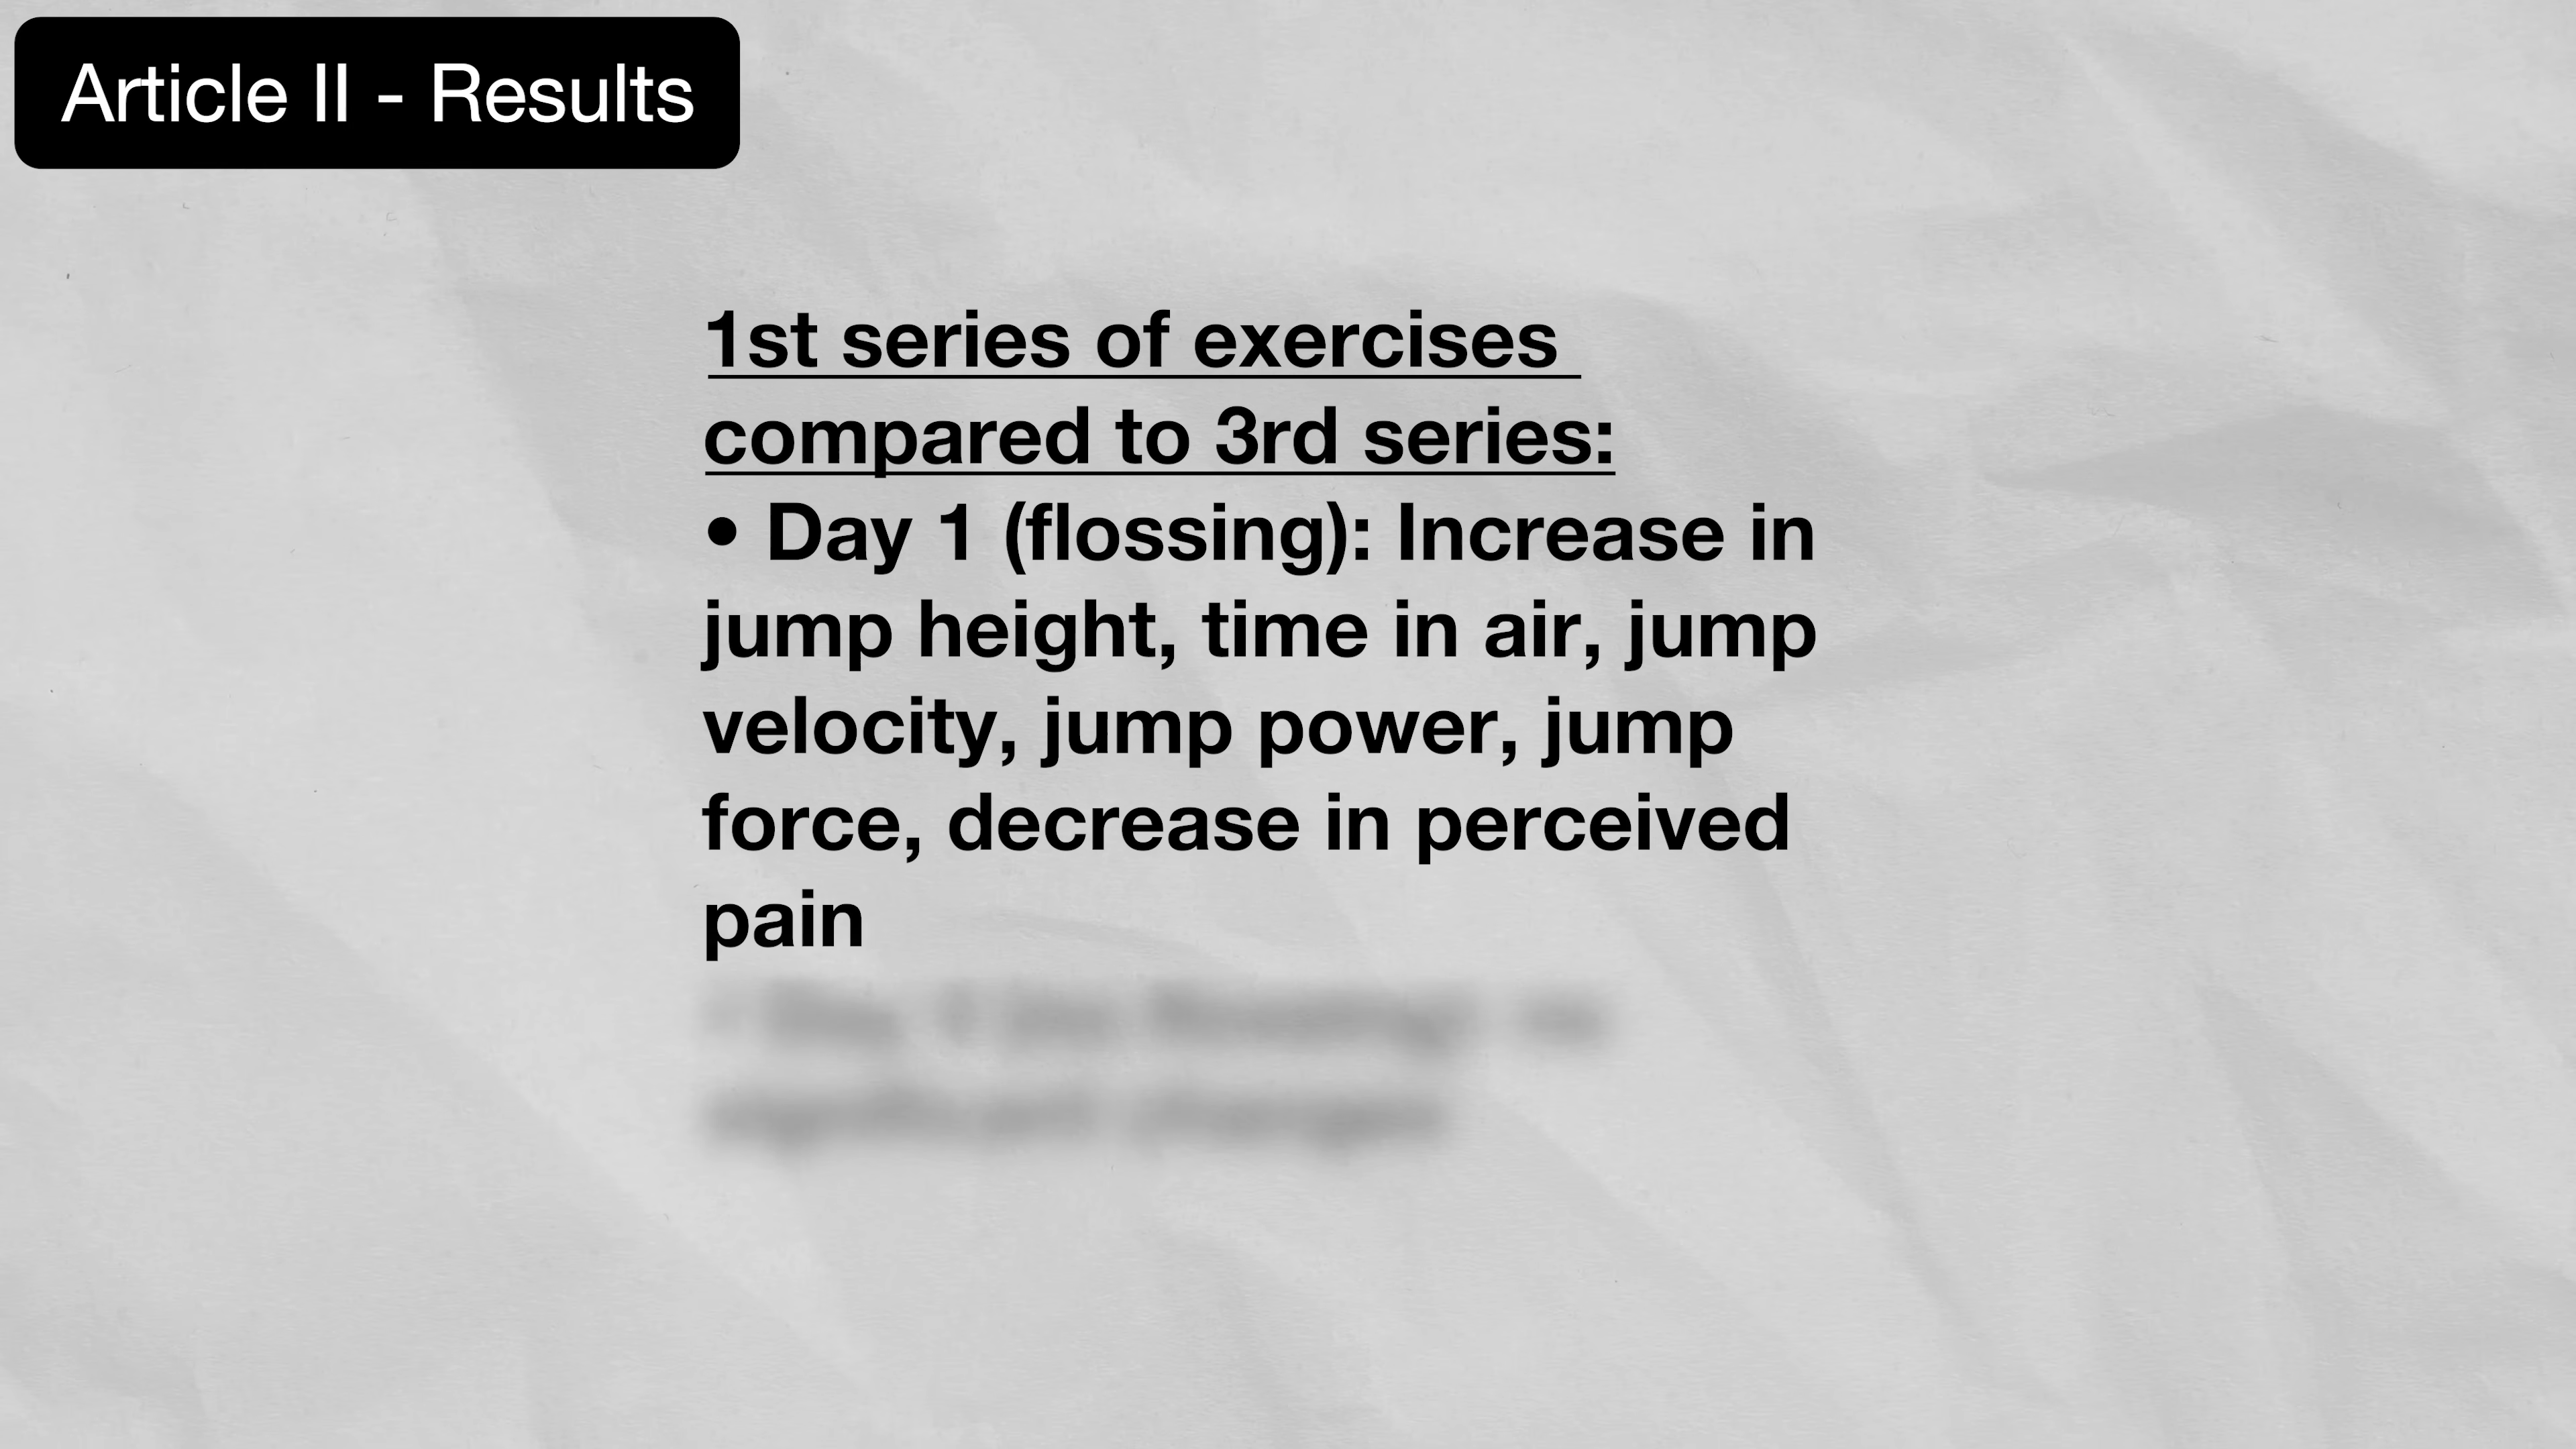 Article II - Results
1st series of exercises
compared to 3rd series:
• Day 1 (flossing): Increase in
jump height, time in air, jump
velocity, jump power, jump
force, decrease in perceived
pain